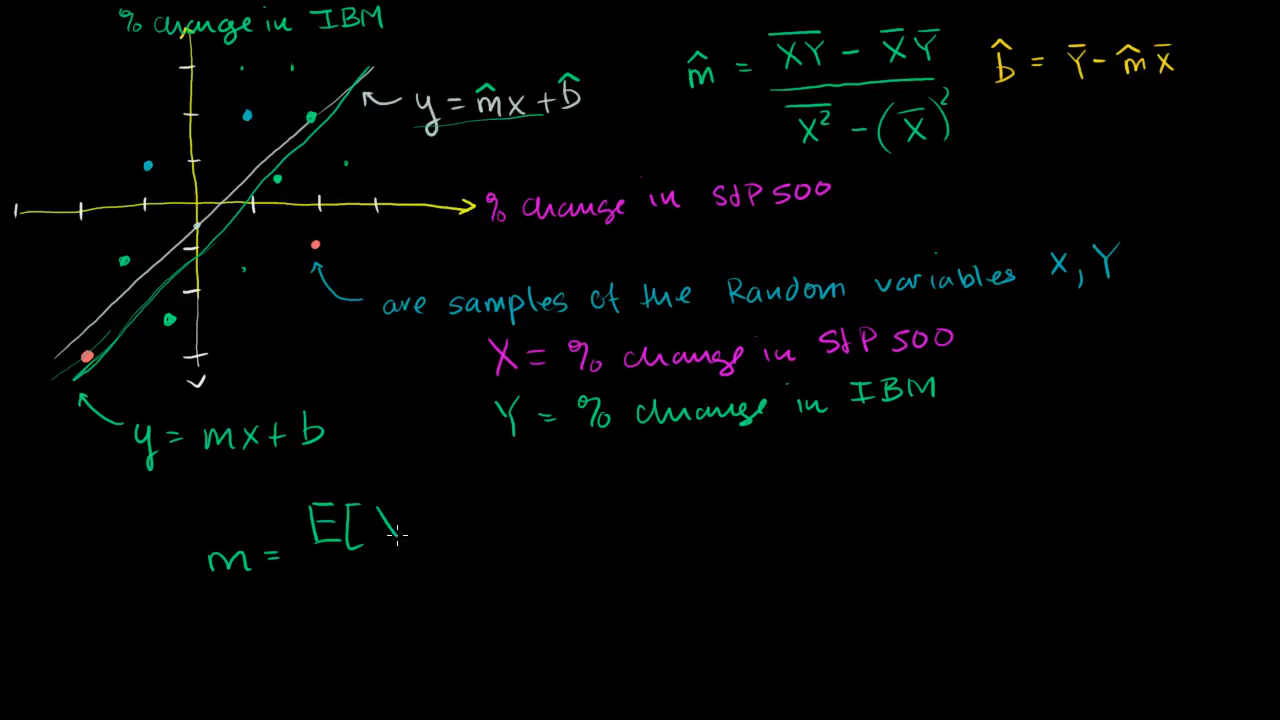 % change in IBM
m̂ = (X̄Ȳ̄ - X̄ Ȳ) / (X̄² - (X̄)²)
b̂ = Ȳ - m̂ X̄
y = m̂x + b̂
% change in S&P 500
are samples of the Random variables X, Y
X = % change in S&P 500
Y = % change in IBM
y = mx + b
m = E[